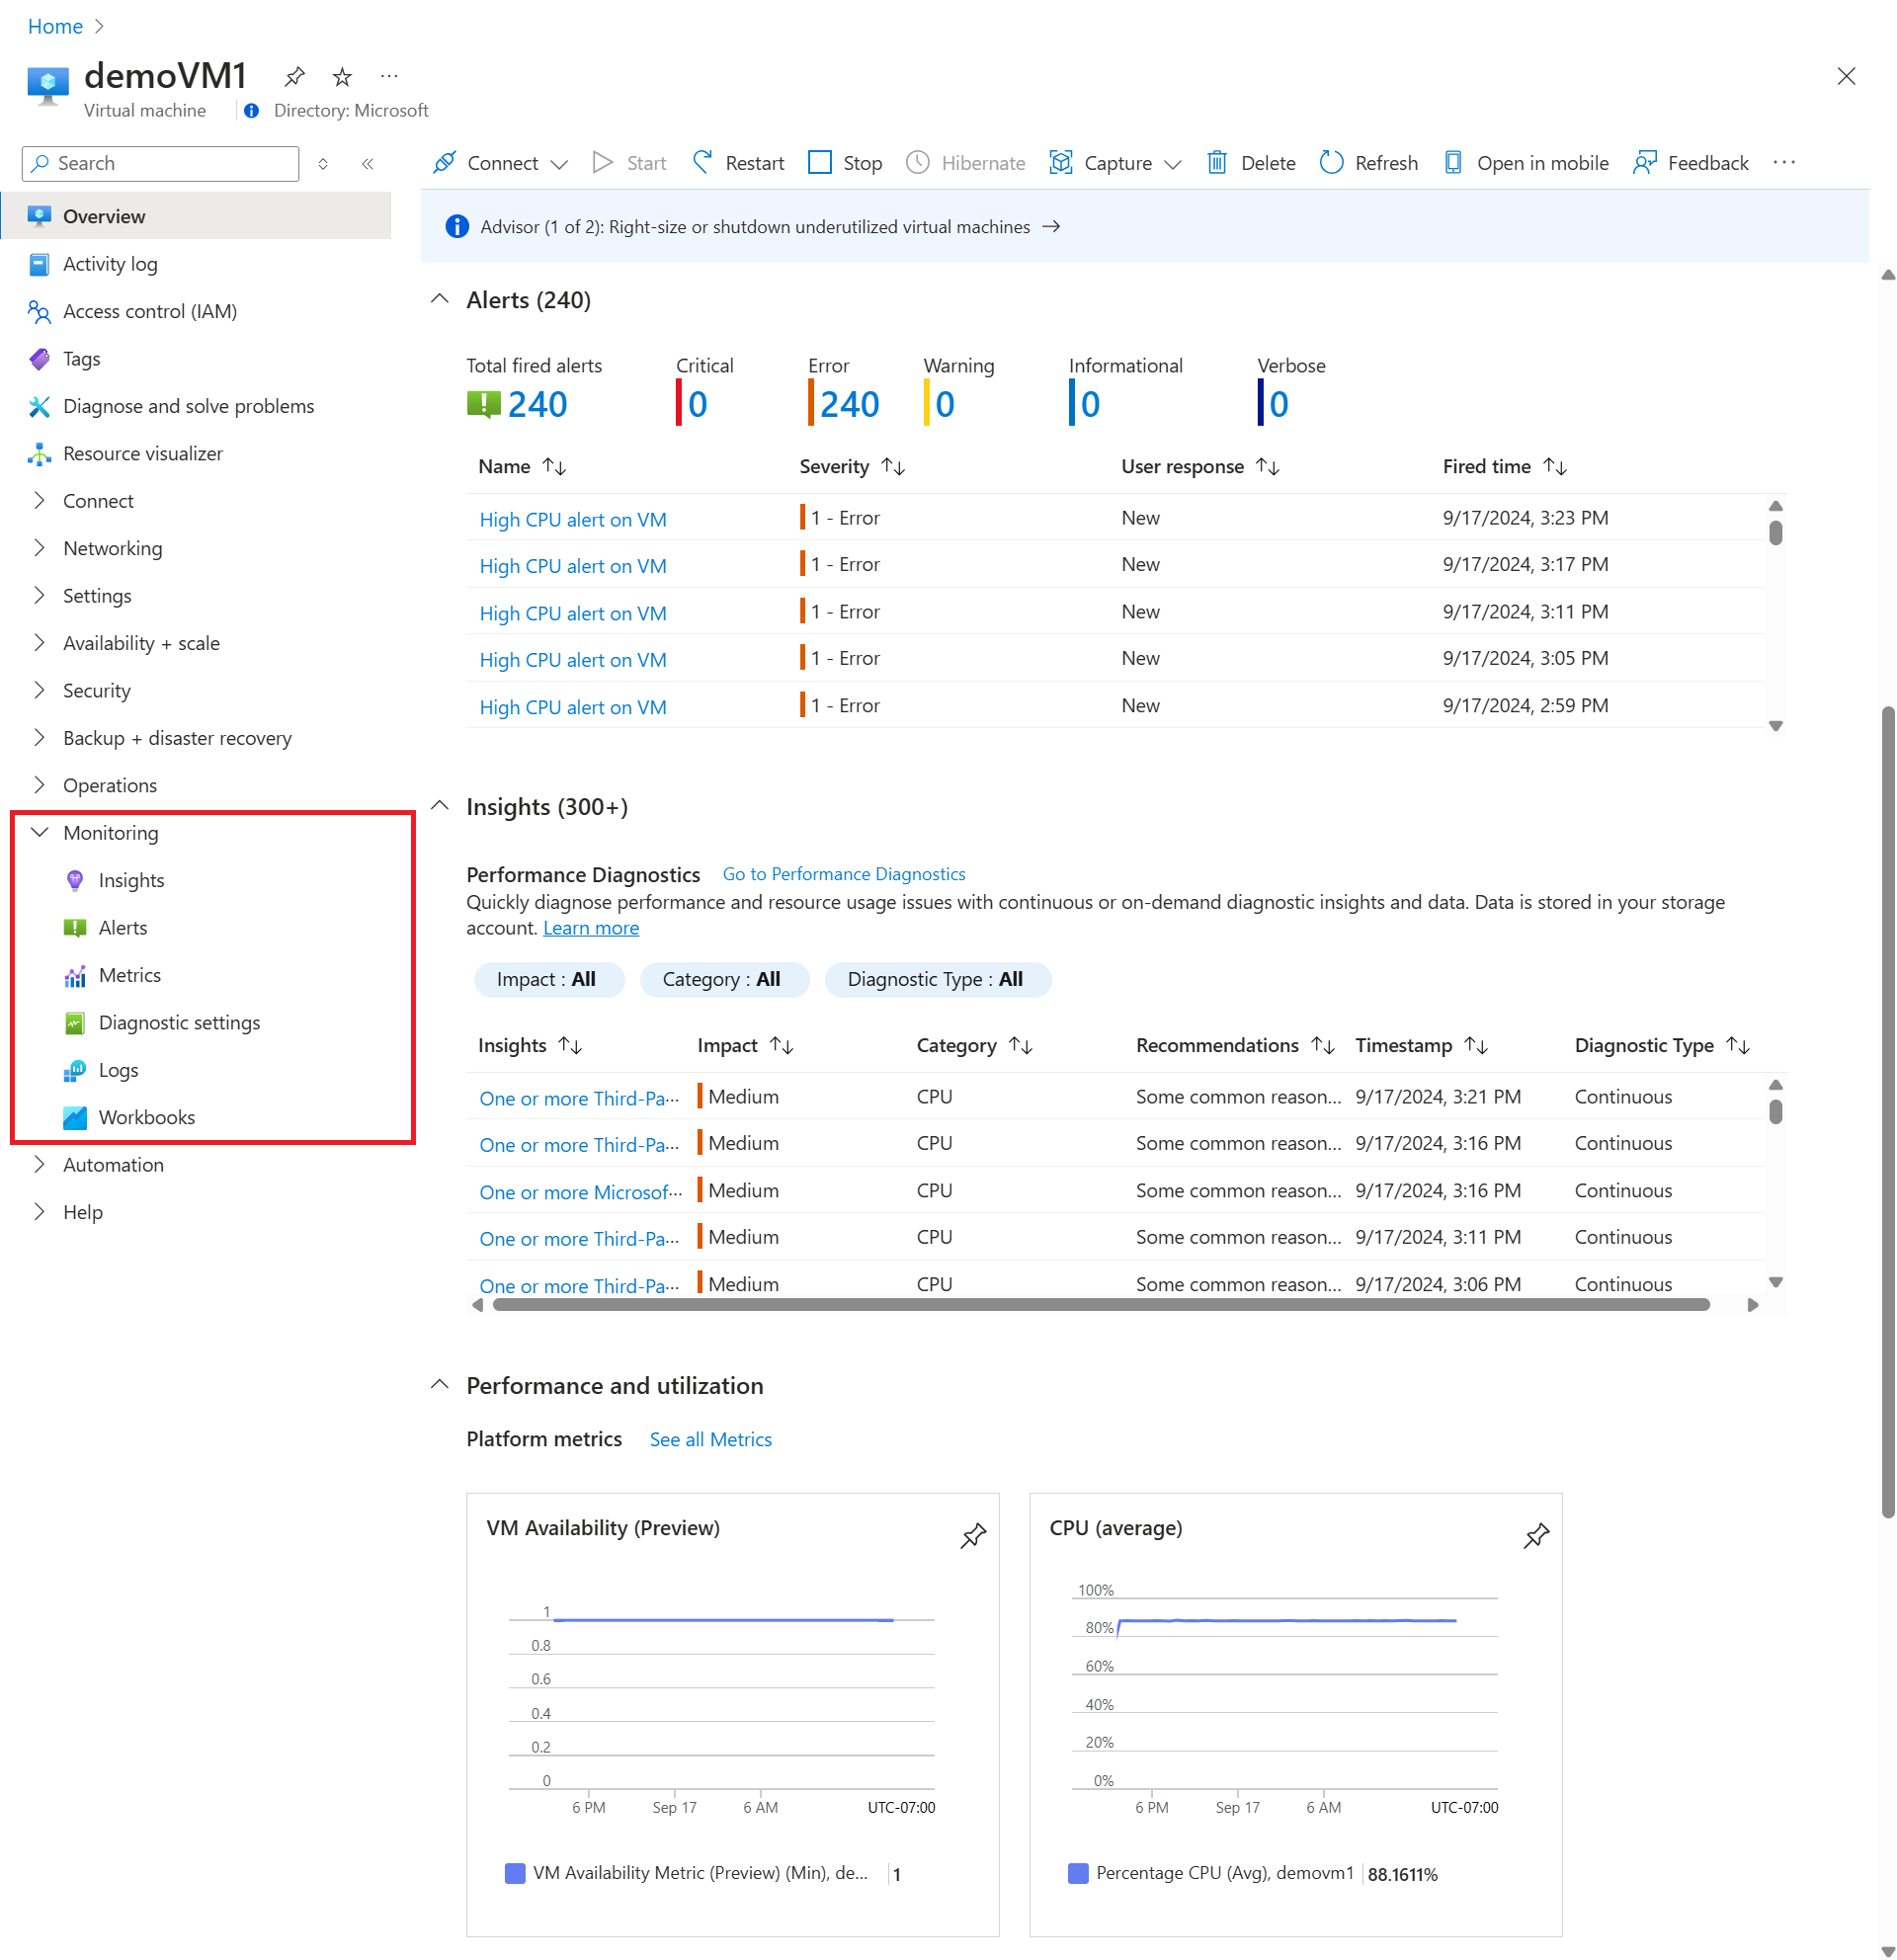 Home
demoVM1
Virtual machine
Directory: Microsoft
Search
Overview
Activity log
Access control (IAM)
Tags
Diagnose and solve problems
Resource visualizer
Connect
Networking
Settings
Availability + scale
Security
Backup + disaster recovery
Operations
Monitoring
Insights
Alerts
Metrics
Diagnostic settings
Logs
Workbooks
Automation
Help
Connect Start Restart Stop Hibernate Capture Delete Refresh Open in mobile Feedback
Advisor (1 of 2): Right-size or shutdown underutilized virtual machines →
Alerts (240)
Total fired alerts Critical Error Warning Informational Verbose
240 0 240 0 0 0
Name Severity User response Fired time
High CPU alert on VM 1 - Error New 9/17/2024, 3:23 PM
High CPU alert on VM 1 - Error New 9/17/2024, 3:17 PM
High CPU alert on VM 1 - Error New 9/17/2024, 3:11 PM
High CPU alert on VM 1 - Error New 9/17/2024, 3:05 PM
High CPU alert on VM 1 - Error New 9/17/2024, 2:59 PM
Insights (300+)
Performance Diagnostics Go to Performance Diagnostics
Quickly diagnose performance and resource usage issues with continuous or on-demand diagnostic insights and data. Data is stored in your storage
account. Learn more
Impact : All Category : All Diagnostic Type : All
Insights Impact Category Recommendations Timestamp Diagnostic Type
One or more Third-Pa... Medium CPU Some common reason... 9/17/2024, 3:21 PM Continuous
One or more Third-Pa... Medium CPU Some common reason... 9/17/2024, 3:16 PM Continuous
One or more Microsof... Medium CPU Some common reason... 9/17/2024, 3:16 PM Continuous
One or more Third-Pa... Medium CPU Some common reason... 9/17/2024, 3:11 PM Continuous
One or more Third-Pa... Medium CPU Some common reason... 9/17/2024, 3:06 PM Continuous
Performance and utilization
Platform metrics See all Metrics
VM Availability (Preview)
1
0.8
0.6
0.4
0.2
0
6 PM Sep 17 6 AM UTC-07:00
VM Availability Metric (Preview) (Min), de... 1
CPU (average)
100%
80%
60%
40%
20%
0%
6 PM Sep 17 6 AM UTC-07:00
Percentage CPU (Avg), demovm1 88.1611%